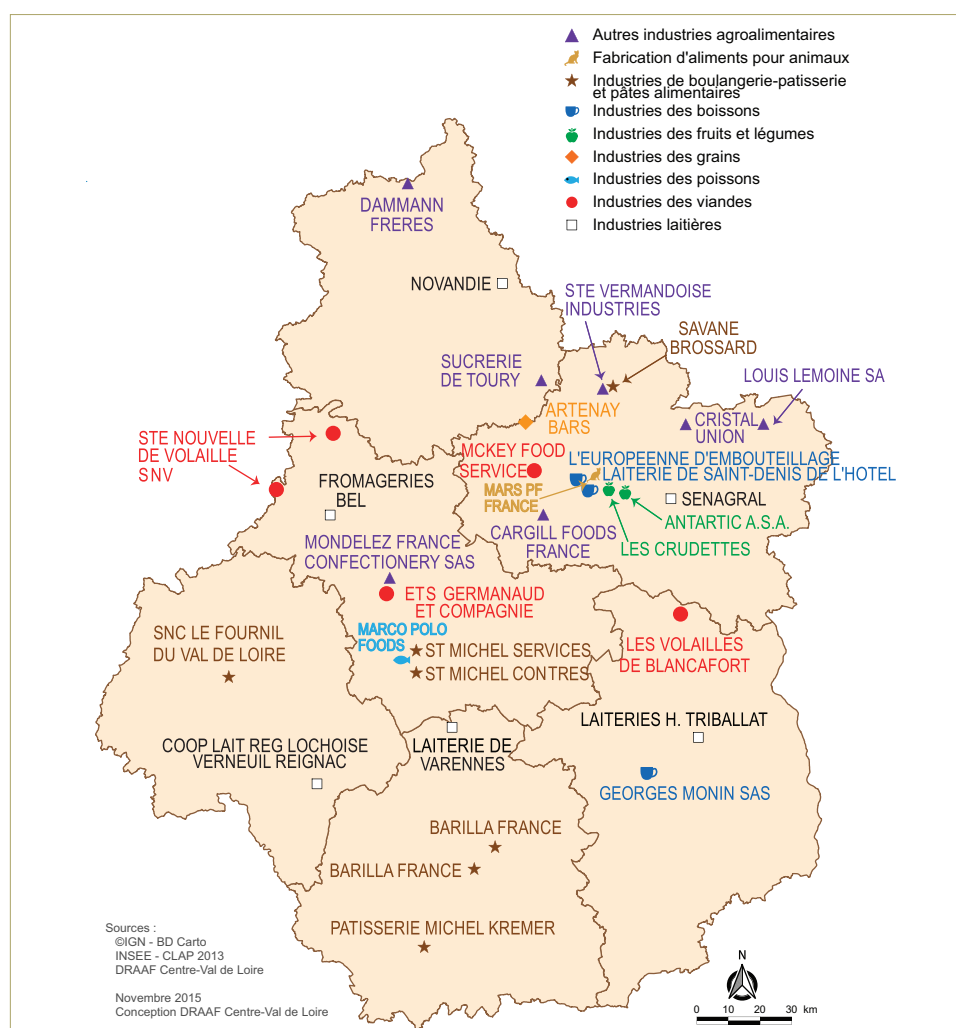 Autres industries agroalimentaires
Fabrication d'aliments pour animaux
Industries de boulangerie-patisserie
et pâtes alimentaires
Industries des boissons
Industries des fruits et légumes
Industries des grains
Industries des poissons
Industries des viandes
Industries laitières
DAMMANN
FRERES
NOVANDIE
STE VERMANDOISE
INDUSTRIES
SAVANE
BROSSARD
SUCRERIE
DE TOURY
LOUIS LEMOINE SA
ARTENAY
BARS
CRISTAL
UNION
STE NOUVELLE
DE VOLAILLE
SNV
MCKEY FOOD
SERVICE
L'EUROPEENNE D'EMBOUTEILLAGE
LAITERIE DE SAINT-DENIS DE L'HOTEL
FROMAGERIES
BEL
MARS PF
FRANCE
SENAGRAL
ANTARTIC A.S.A.
CARGILL FOODS
FRANCE
LES CRUDETTES
MONDELEZ FRANCE
CONFECTIONERY SAS
ETS GERMANAUD
ET COMPAGNIE
MARCO POLO
FOODS
SNC LE FOURNIL
DU VAL DE LOIRE
ST MICHEL SERVICES
ST MICHEL CONTRES
LES VOLAILLES
DE BLANCAFORT
LAITERIES H. TRIBALLAT
COOP LAIT REG LOCHOISE
VERNEUIL REIGNAC
LAITERIE DE
VARENNES
GEORGES MONIN SAS
BARILLA FRANCE
BARILLA FRANCE
PATISSERIE MICHEL KREMER
Sources :
©IGN - BD Carto
INSEE - CLAP 2013
DRAAF Centre-Val de Loire
Novembre 2015
Conception DRAAF Centre-Val de Loire
N
0 10 20 30 km